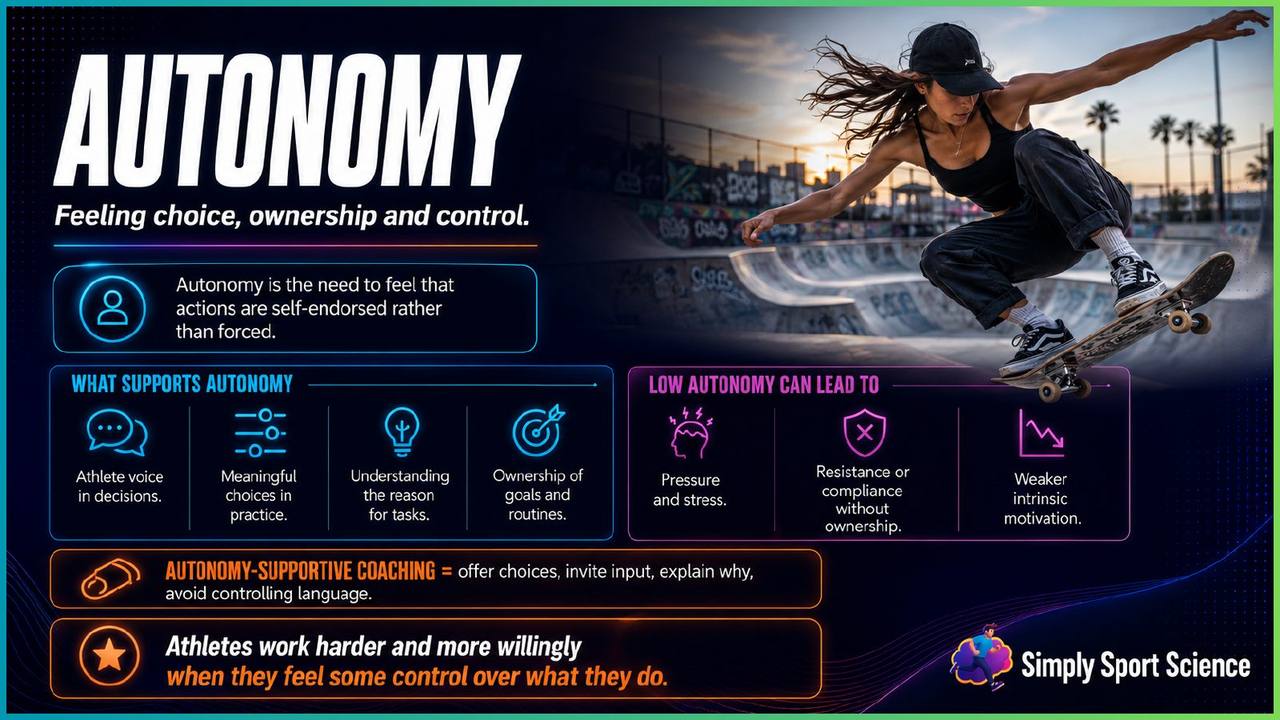 AUTONOMY
Feeling choice, ownership and control.
Autonomy is the need to feel that
actions are self-endorsed rather
than forced.
WHAT SUPPORTS AUTONOMY
Athlete voice
in decisions.
Meaningful
choices in
practice.
Understanding
the reason
for tasks.
Ownership of
goals and
routines.
LOW AUTONOMY CAN LEAD TO
Pressure
and stress.
Resistance or
compliance
without
ownership.
Weaker
intrinsic
motivation.
AUTONOMY-SUPPORTIVE COACHING = offer choices, invite input, explain why,
avoid controlling language.
Athletes work harder and more willingly
when they feel some control over what they do.
Simply Sport Science